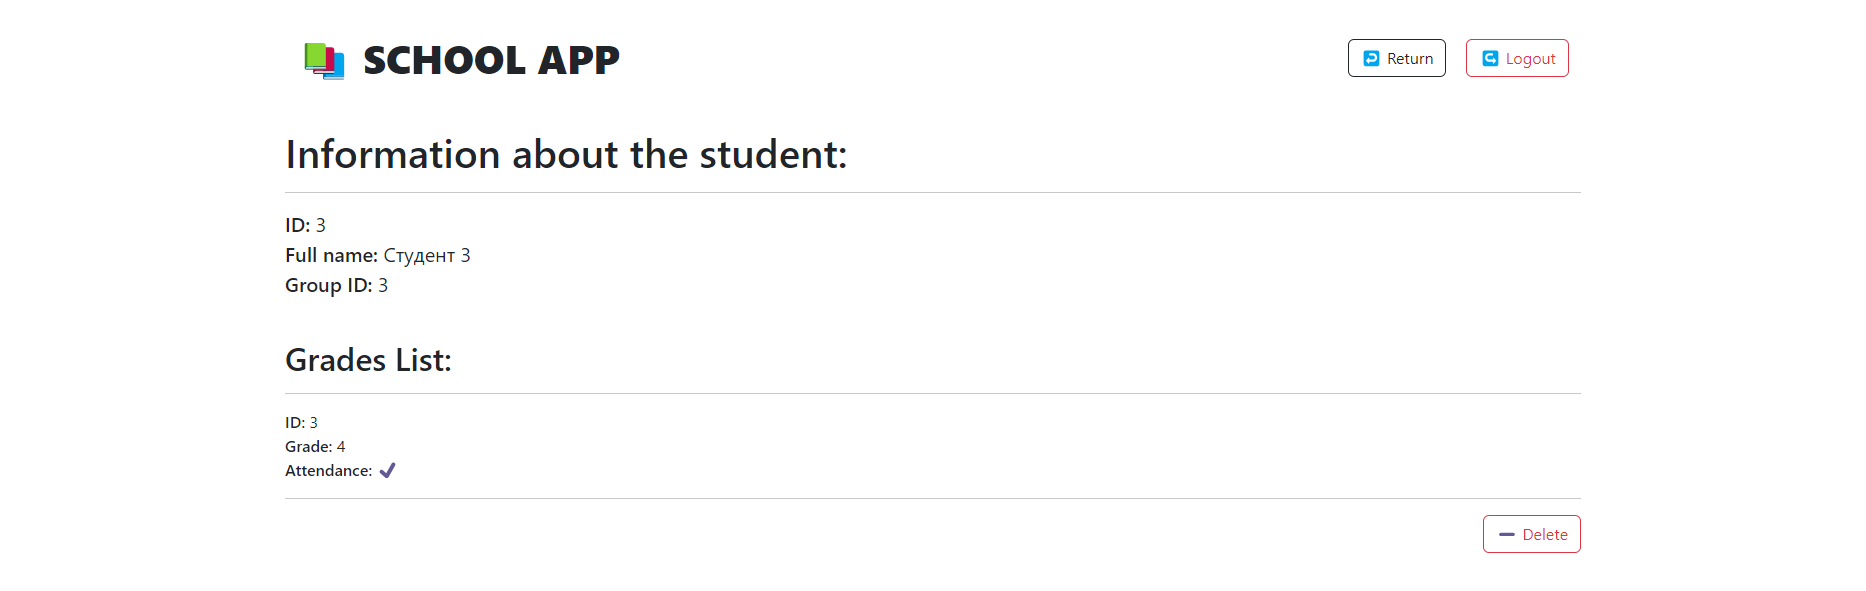 SCHOOL APP
Return
Logout
Information about the student:
ID: 3
Full name: Студент 3
Group ID: 3
Grades List:
ID: 3
Grade: 4
Attendance: ✔
Delete